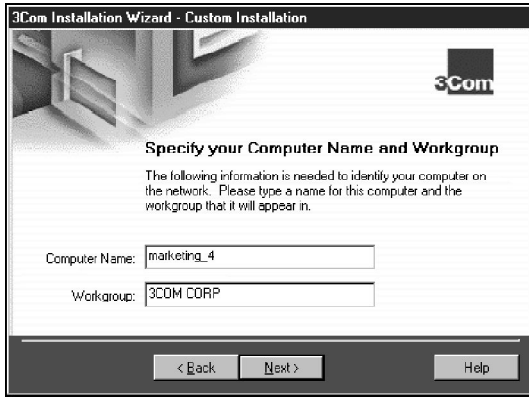 3Com Installation Wizard - Custom Installation
3Com
Specify your Computer Name and Workgroup
The following information is needed to identify your computer on
the network. Please type a name for this computer and the
workgroup that it will appear in.
Computer Name: marketing_4
Workgroup: 3COM CORP
< Back Next > Help